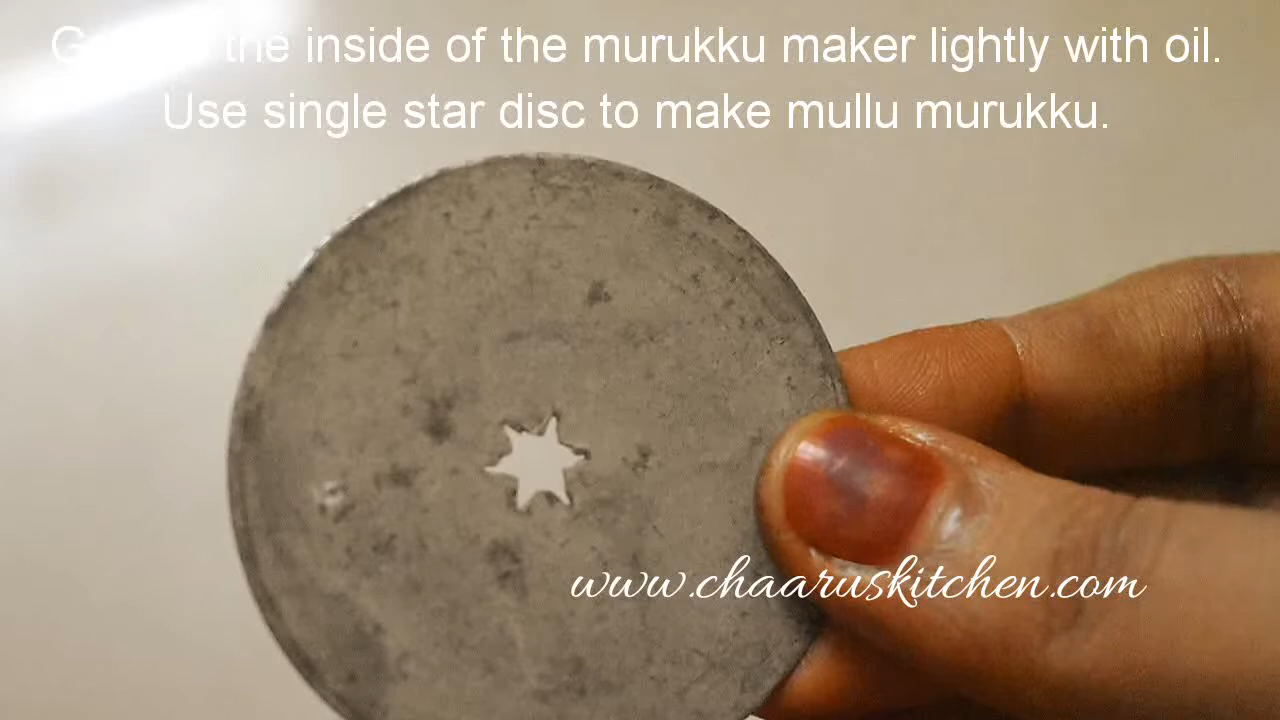 the inside of the murukku maker lightly with oil.
Use single star disc to make mullu murukku.
www.chaaruskitchen.com